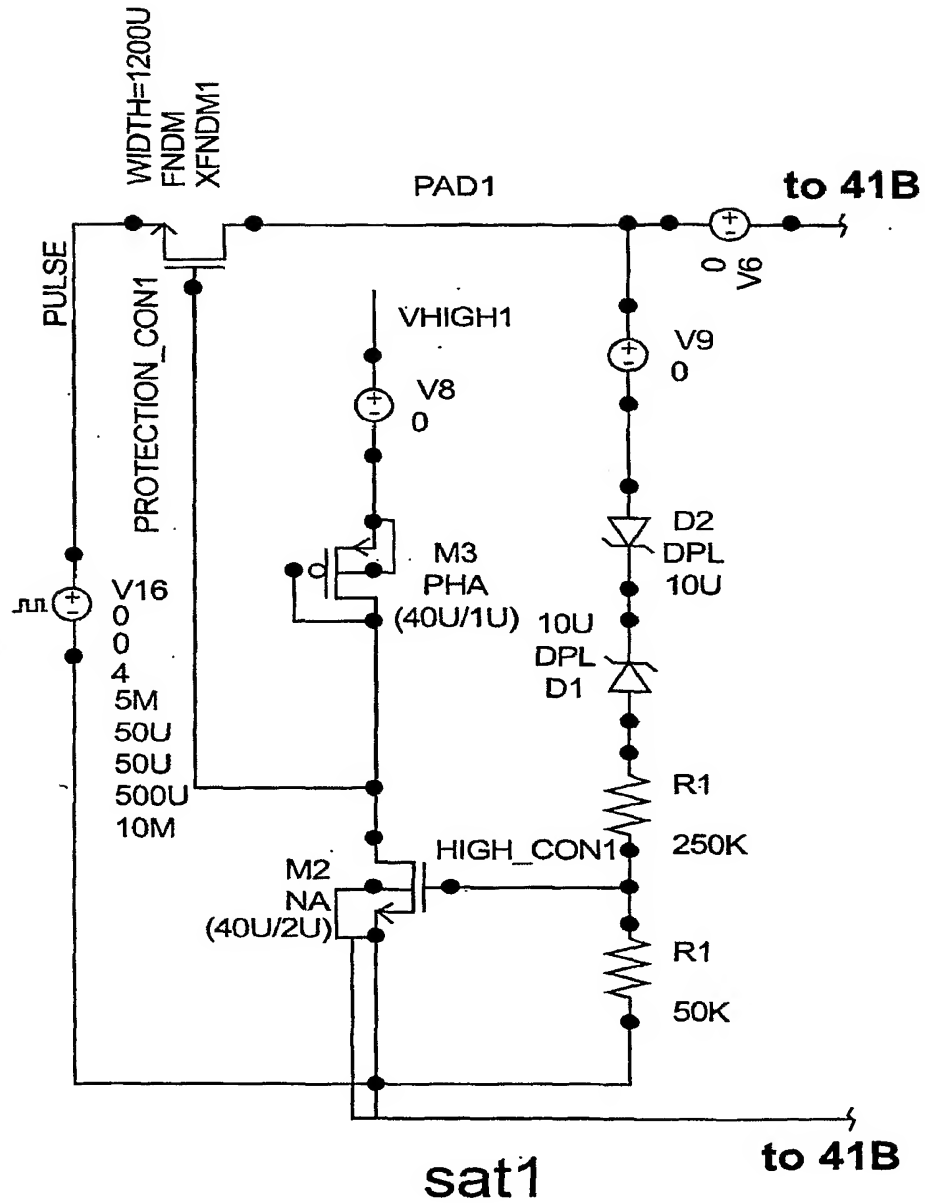 WIDTH=1200U
FNDM
XFNDM1
PAD1
to 41B
PULSE
PROTECTION_CON1
VHIGH1
0
V6
V9
0
V8
0
D2
DPL
10U
M3
PHA
(40U/1U)
10U
DPL
D1
V16
0
0
4
5M
50U
50U
500U
10M
R1
250K
HIGH_CON1
M2
NA
(40U/2U)
R1
50K
to 41B
sat1